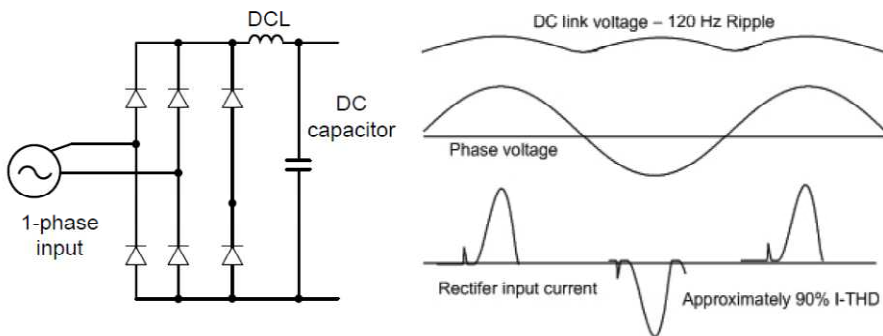 DCL
DC
capacitor
1-phase
input
DC link voltage – 120 Hz Ripple
Phase voltage
Rectifer input current
Approximately 90% I-THD